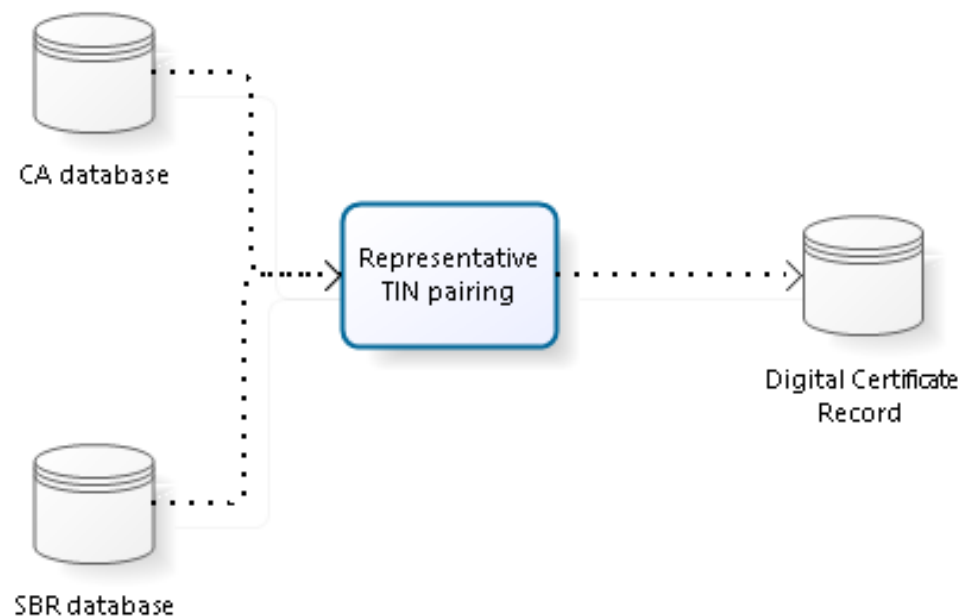 CA database
Representative
TIN pairing
Digital Certificate
Record
SBR database